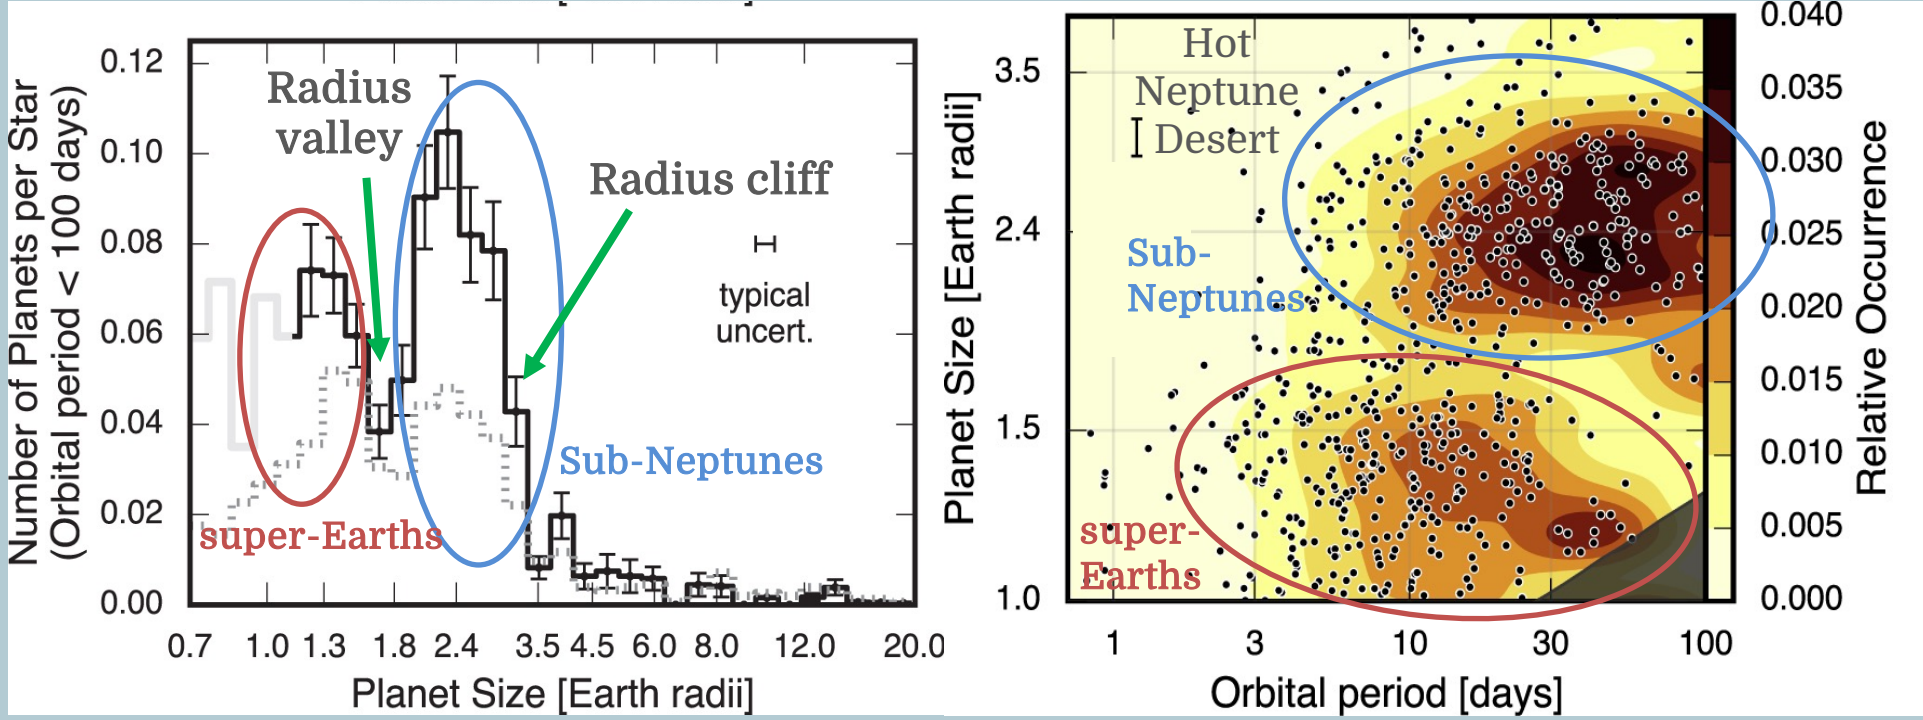 Number of Planets per Star
(Orbital period < 100 days)
0.12
0.10
0.08
0.06
0.04
0.02
0.00
Radius
valley
Radius cliff
typical
uncert.
Sub-Neptunes
super-Earths
0.7 1.0 1.3 1.8 2.4 3.5 4.5 6.0 8.0 12.0 20.0
Planet Size [Earth radii]
Planet Size [Earth radii]
3.5
2.4
1.5
1.0
Hot
Neptune
Desert
Sub-
Neptunes
super-
Earths
1 3 10 30 100
Orbital period [days]
0.040
0.035
0.030
0.025
0.020
0.015
0.010
0.005
0.000
Relative Occurrence